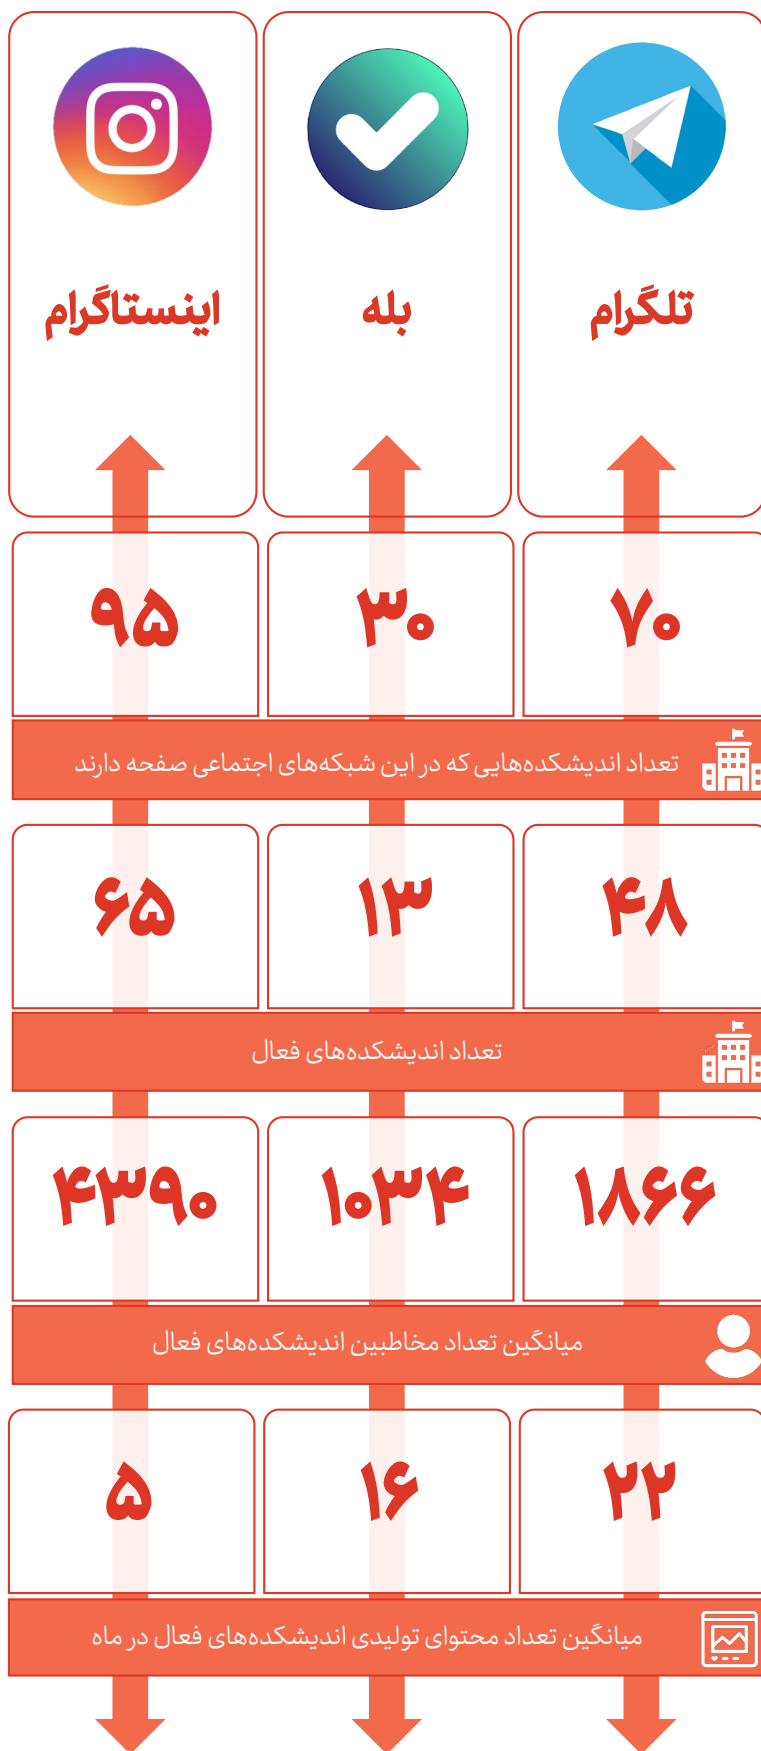 تلگرام بله اینستاگرام
۷۰ ۳۰ ۹۵
تعداد اندیشکده‌هایی که در این شبکه‌های اجتماعی صفحه دارند
۴۸ ۱۳ ۶۵
تعداد اندیشکده‌های فعال
۱۸۶۶ ۱۰۳۴ ۴۳۹۰
میانگین تعداد مخاطبین اندیشکده‌های فعال
۲۲ ۱۶ ۵
میانگین تعداد محتوای تولیدی اندیشکده‌های فعال در ماه